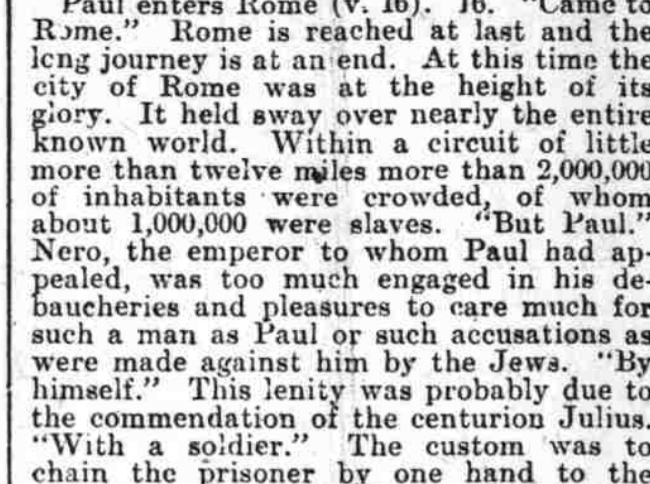 Paul enters Rome (v. 16). 16. "Came to
Rome." Rome is reached at last and the
long journey is at an end. At this time the
city of Rome was at the height of its
glory. It held sway over nearly the entire
known world. Within a circuit of little
more than twelve miles more than 2,000,000
of inhabitants were crowded, of whom
about 1,000,000 were slaves. "But Paul."
Nero, the emperor to whom Paul had ap-
pealed, was too much engaged in his de-
baucheries and pleasures to care much for
such a man as Paul or such accusations as
were made against him by the Jews. "By
himself." This lenity was probably due to
the commendation of the centurion Julius.
"With a soldier." The custom was to
chain the prisoner by one hand to the